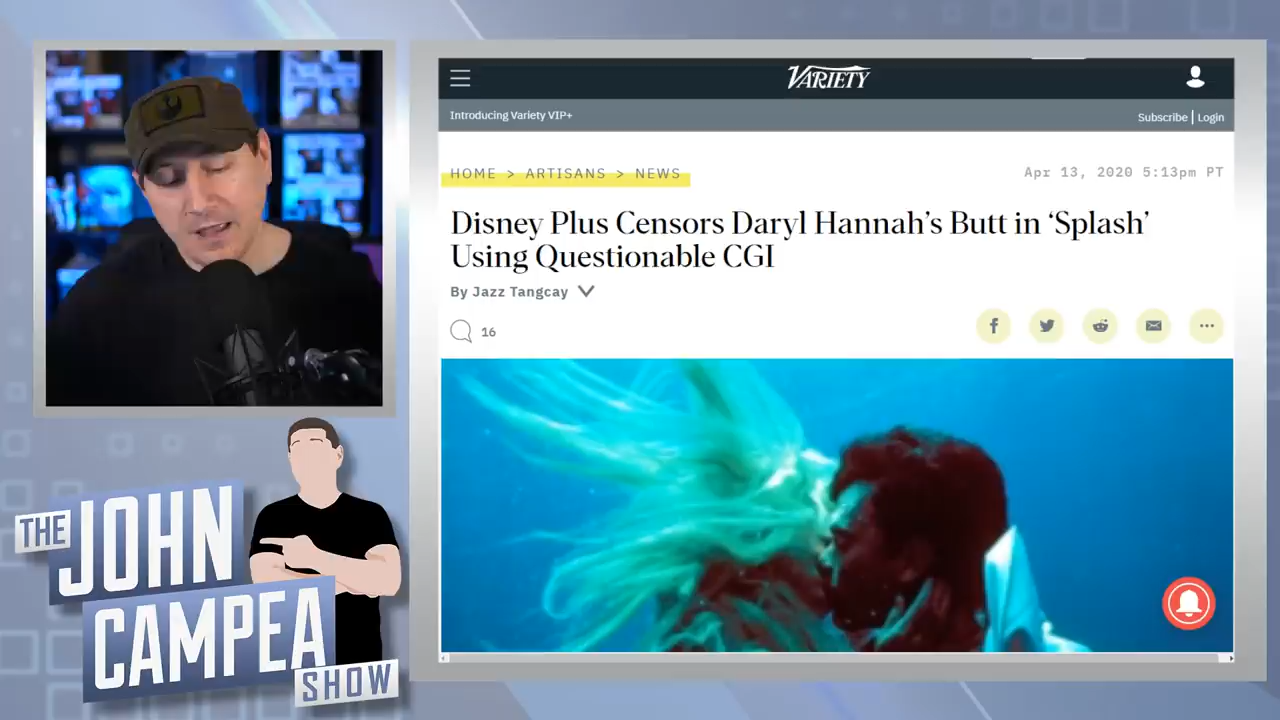 VARIETY
Introducing Variety VIP+
Subscribe | Login
HOME > ARTISANS > NEWS
Apr 13, 2020 5:13pm PT
Disney Plus Censors Daryl Hannah’s Butt in ‘Splash’
Using Questionable CGI
By Jazz Tangcay
16
THE
JOHN
CAMPEA
SHOW